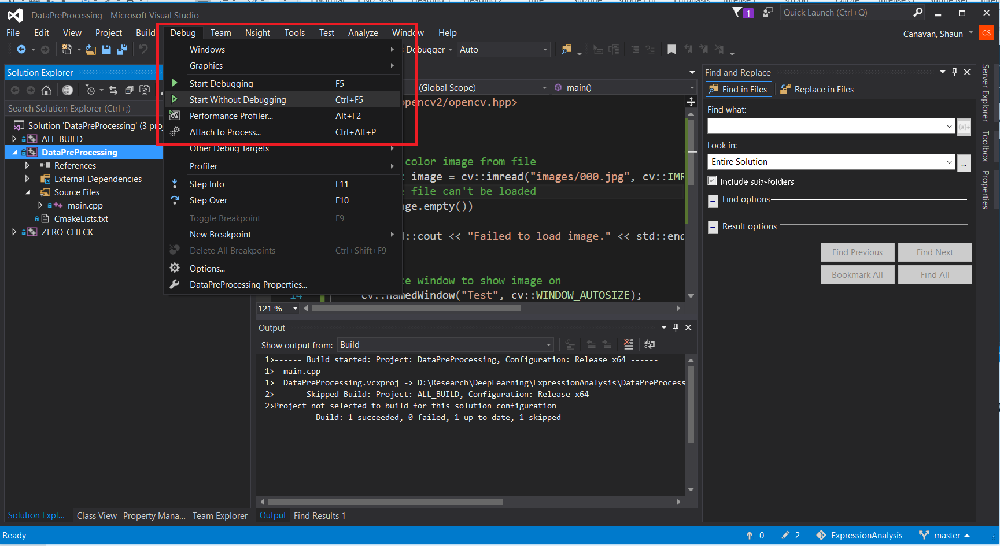 DataPreProcessing - Microsoft Visual Studio
1
Quick Launch (Ctrl+Q)
File Edit View Project Build Debug Team Nsight Tools Test Analyze Window Help
Canavan, Shaun
CS
Debugger
Auto
Windows
Graphics
Start Debugging F5
Start Without Debugging Ctrl+F5
Performance Profiler... Alt+F2
Attach to Process... Ctrl+Alt+P
Other Debug Targets
Profiler
Step Into F11
Step Over F10
Toggle Breakpoint F9
New Breakpoint
Delete All Breakpoints Ctrl+Shift+F9
Options...
DataPreProcessing Properties...
Solution Explorer
Search Solution Explorer (Ctrl+;)
Solution 'DataPreProcessing' (3 pro
ALL_BUILD
DataPreProcessing
References
External Dependencies
Source Files
main.cpp
CmakeLists.txt
ZERO_CHECK
(Global Scope)
main()
opencv2/opencv.hpp>
color image from file
t image = cv::imread("images/000.jpg", cv::IMR
e file can't be loaded
age.empty())
d::cout << "Failed to load image." << std::end
te window to show image on
14 cv::namedWindow("Test", cv::WINDOW_AUTOSIZE);
121 %
Output
Show output from: Build
1>------ Build started: Project: DataPreProcessing, Configuration: Release x64 ------
1> main.cpp
1> DataPreProcessing.vcxproj -> D:\Research\DeepLearning\ExpressionAnalysis\DataPreProcess
2>------ Skipped Build: Project: ALL_BUILD, Configuration: Release x64 ------
2>Project not selected to build for this solution configuration
========== Build: 1 succeeded, 0 failed, 1 up-to-date, 1 skipped ==========
Find and Replace
Find in Files
Replace in Files
Find what:
Look in:
Entire Solution
...
Include sub-folders
Find options
Result options
Find Previous
Find Next
Bookmark All
Find All
Server Explorer
Toolbox
Properties
Solution Expl... Class View Property Mana... Team Explorer
Output Find Results 1
Ready
0
2
ExpressionAnalysis
master